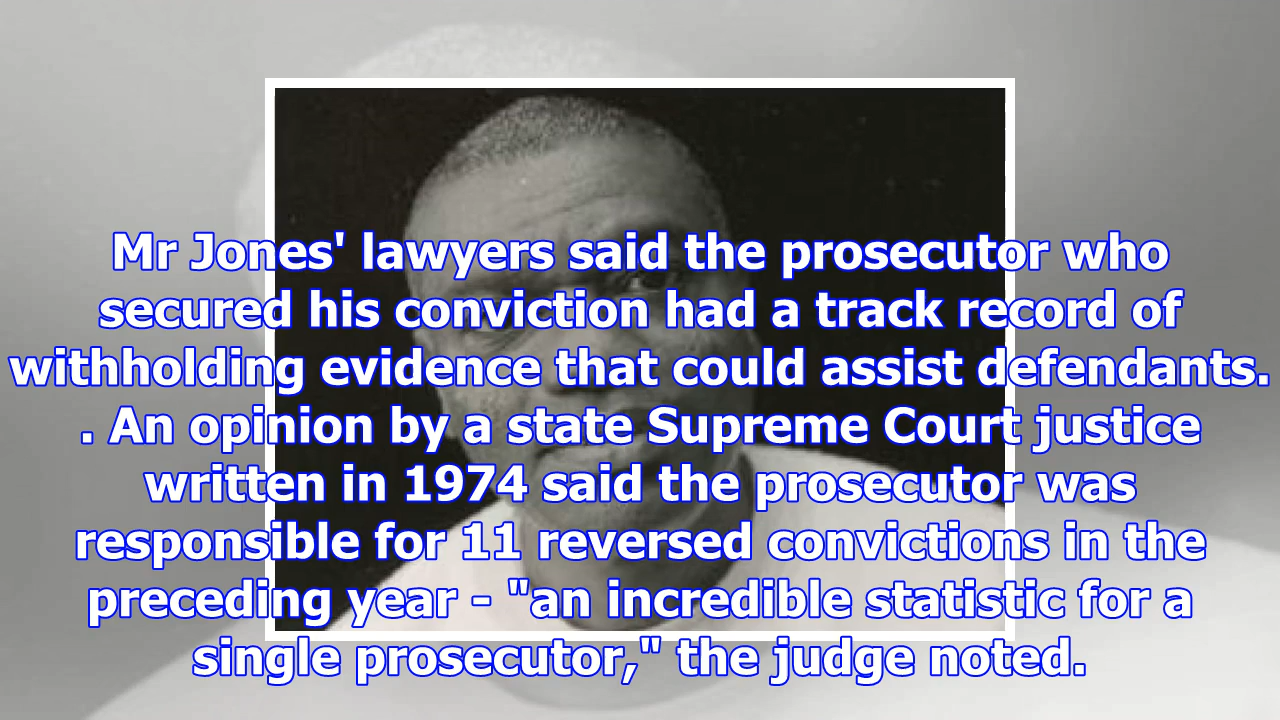 Mr Jones' lawyers said the prosecutor who
secured his conviction had a track record of
withholding evidence that could assist defendants.
. An opinion by a state Supreme Court justice
written in 1974 said the prosecutor was
responsible for 11 reversed convictions in the
preceding year - "an incredible statistic for a
single prosecutor," the judge noted.